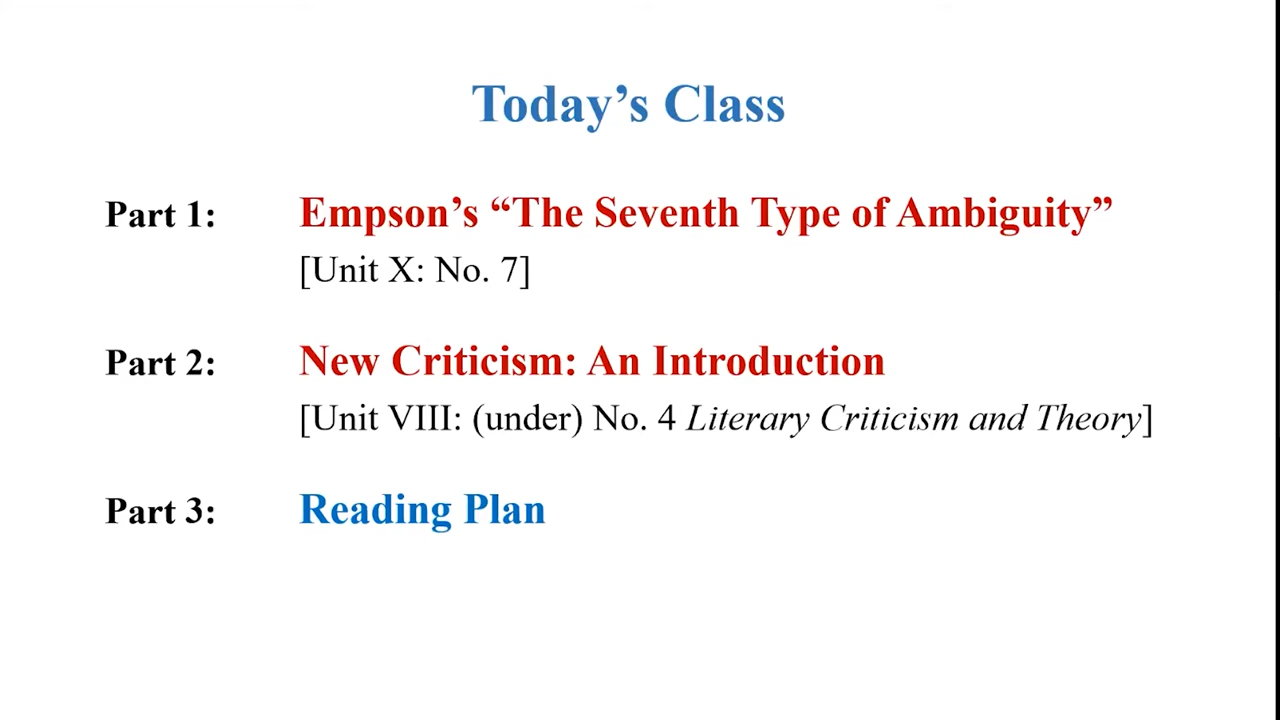 Today’s Class
Part 1: Empson’s “The Seventh Type of Ambiguity”
[Unit X: No. 7]
Part 2: New Criticism: An Introduction
[Unit VIII: (under) No. 4 Literary Criticism and Theory]
Part 3: Reading Plan